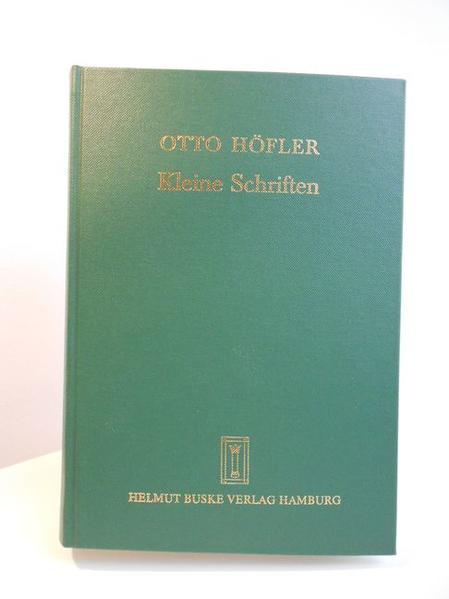 OTTO HÖFLER
Kleine Schriften
HELMUT BUSKE VERLAG HAMBURG